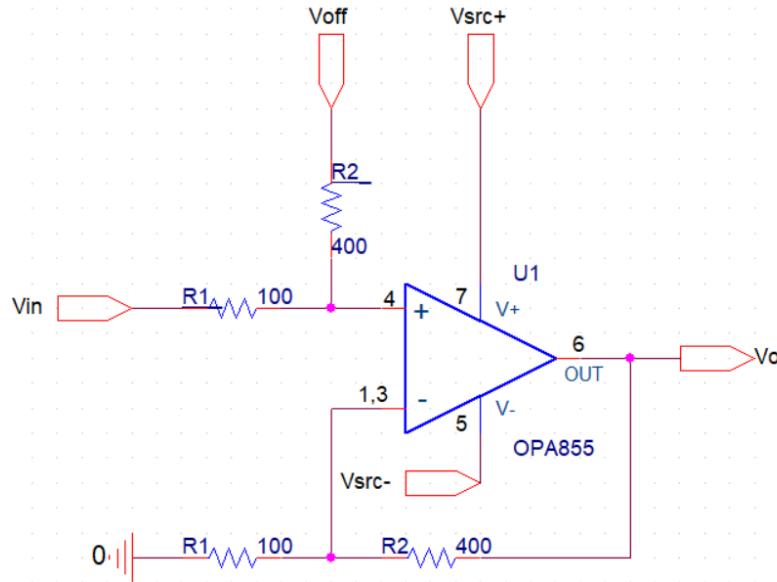 Voff
Vsrc+
R2
400
U1
Vin
R1
100
4
+
7
V+
6
Vo
OUT
1,3
-
5
V-
OPA855
Vsrc-
0
R1
100
R2
400